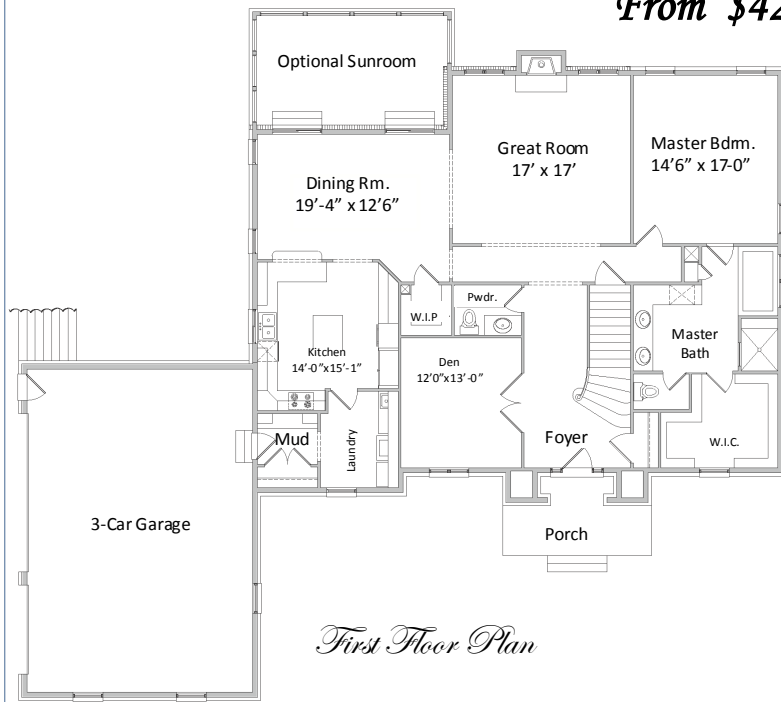 From $42
Optional Sunroom
Great Room
17' x 17'
Master Bdrm.
14'6" x 17-0"
Dining Rm.
19'-4" x 12'6"
Pwdr.
W.I.P
Master
Bath
Kitchen
14'-0"x15'-1"
Den
12'0"x13'-0"
Foyer
W.I.C.
Mud
Laundry
3-Car Garage
Porch
First Floor Plan